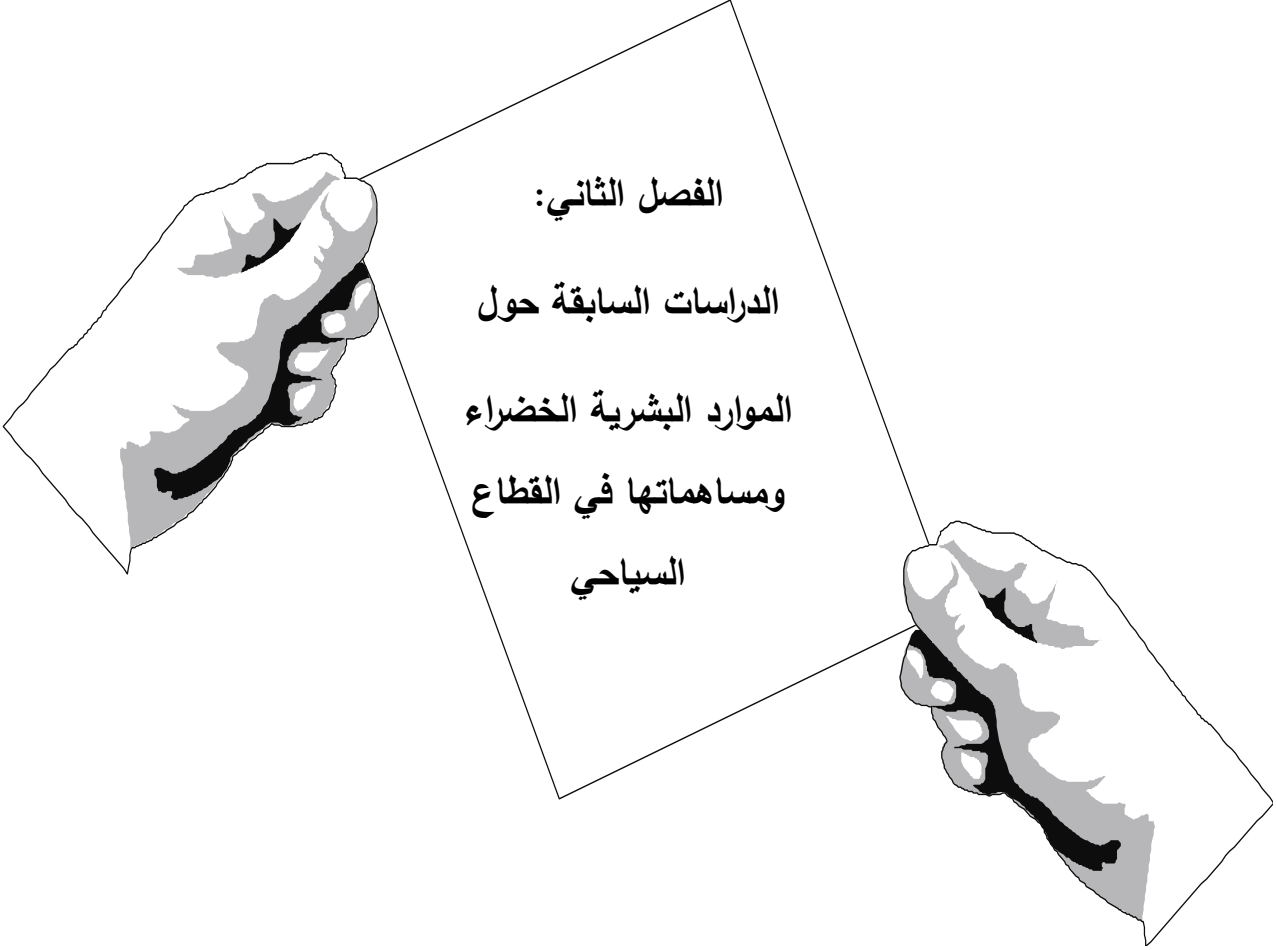 الفصل الثاني:
الدراسات السابقة حول
الموارد البشرية الخضراء
ومساهماتها في القطاع
السياحي